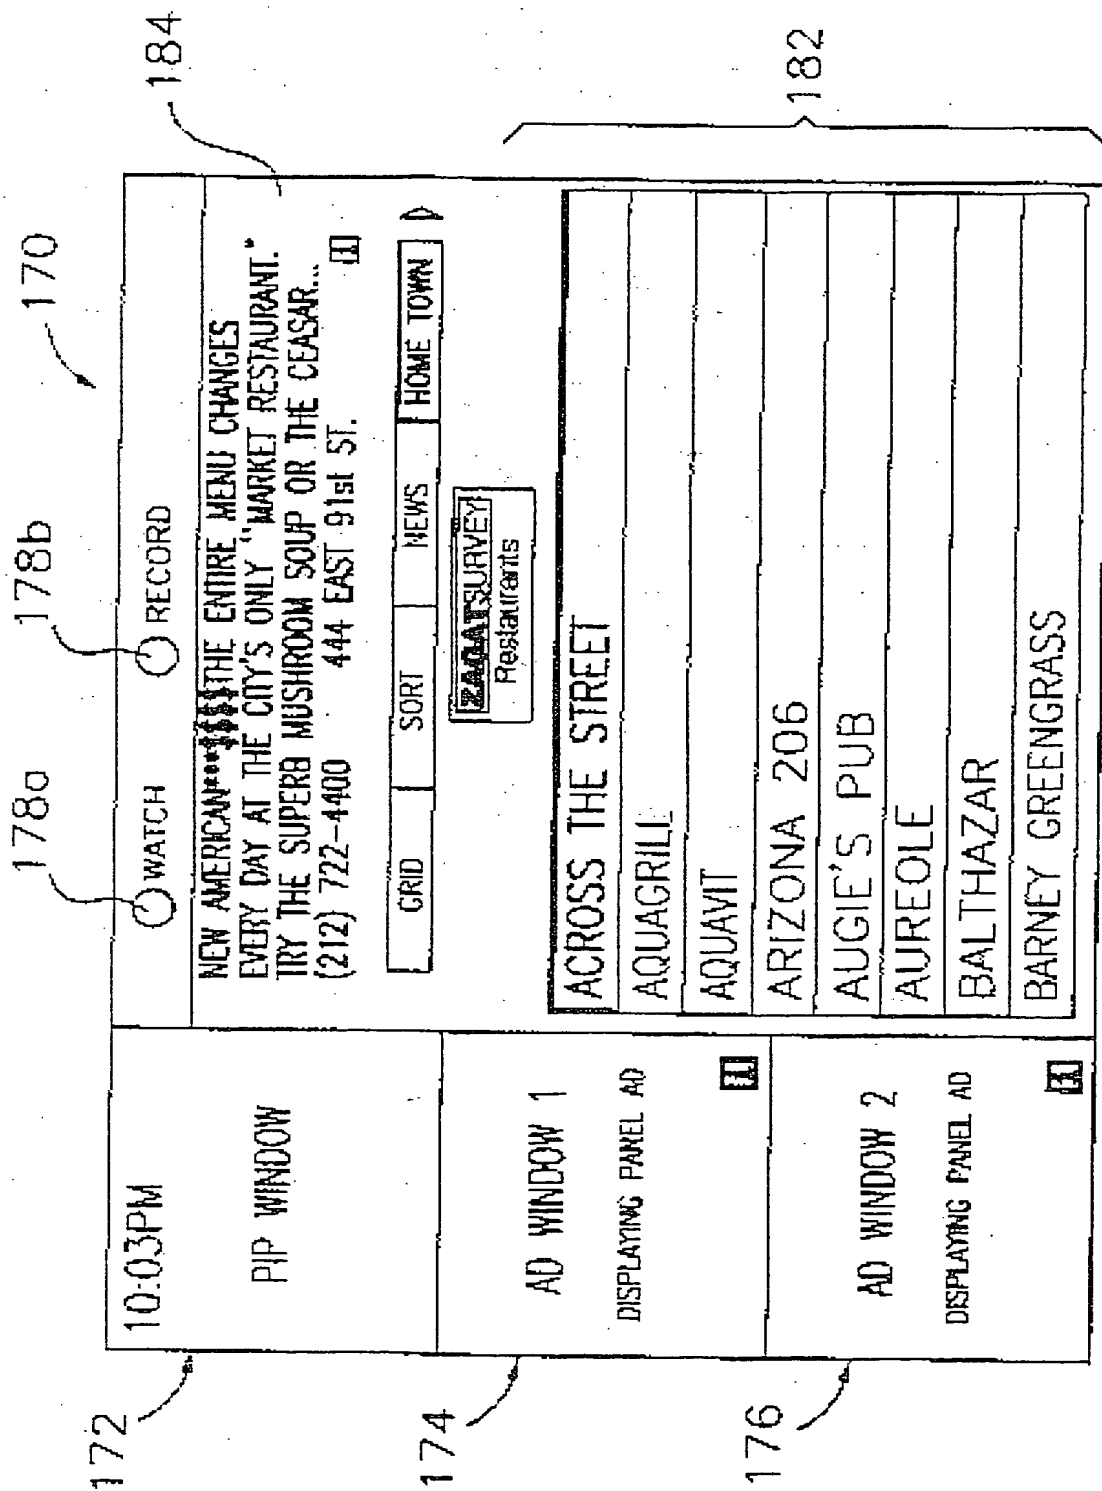 170
178a
178b
184
172
174
176
182
10:03PM
PIP WINDOW
AD WINDOW 1
DISPLAYING PANEL AD
i
AD WINDOW 2
DISPLAYING PANEL AD
WATCH
RECORD
NEW AMERICAN****$$$$THE ENTIRE MENU CHANGES
EVERY DAY AT THE CITY'S ONLY "MARKET RESTAURANT."
TRY THE SUPERB MUSHROOM SOUP OR THE CEASAR...
(212) 722-4400 444 EAST 91st ST.
i
GRID
SORT
NEWS
HOME TOWN
ZAGATSURVEY
Restaurants
ACROSS THE STREET
AQUAGRILL
AQUAVIT
ARIZONA 206
AUGIE'S PUB
AUREOLE
BALTHAZAR
BARNEY GREENGRASS